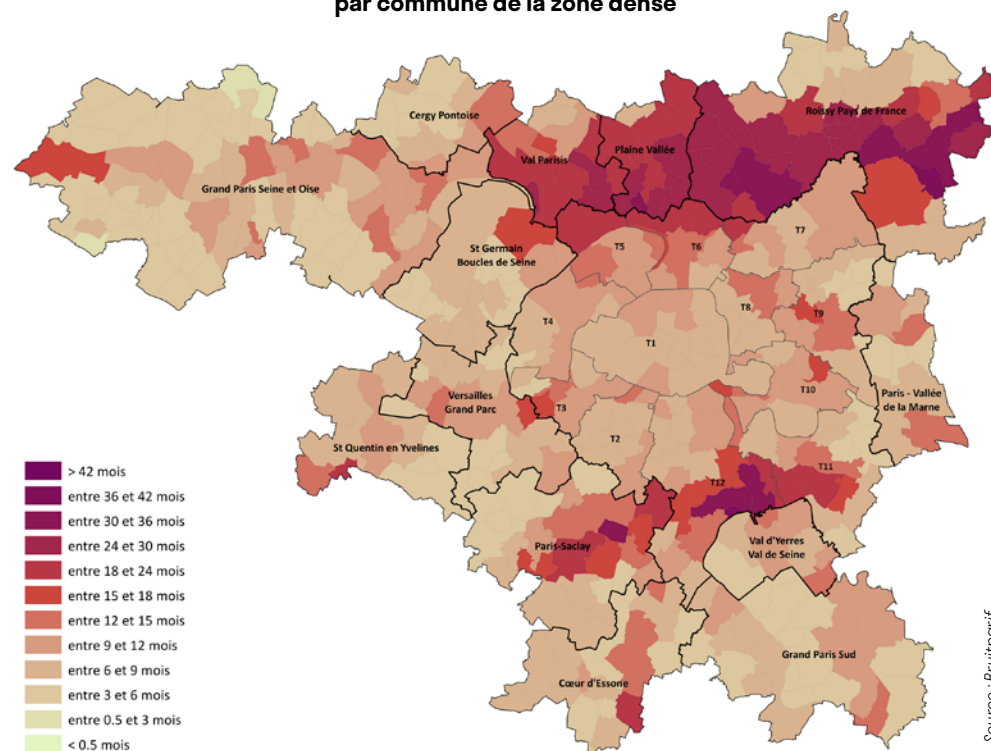 par commune de la zone dense
Cergy Pontoise
Roissy Pays de France
Plaine Vallée
Val Parisis
Grand Paris Seine et Oise
T7
St Germain
Boucles de Seine
T5
T6
T8
T9
T4
T1
T10
Paris - Vallée
de la Marne
Versailles
Grand Parc
T3
T2
St Quentin en Yvelines
T11
T12
Paris-Saclay
Val d'Yerres
Val de Seine
Grand Paris Sud
Cœur d'Essone
> 42 mois
entre 36 et 42 mois
entre 30 et 36 mois
entre 24 et 30 mois
entre 18 et 24 mois
entre 15 et 18 mois
entre 12 et 15 mois
entre 9 et 12 mois
entre 6 et 9 mois
entre 3 et 6 mois
entre 0.5 et 3 mois
< 0.5 mois
Source : Bruitparif